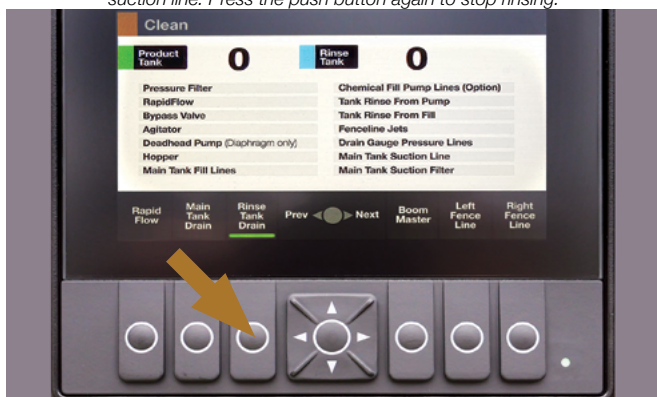 suction line. Press the push button again to stop rinsing.
Clean
Product
Tank
0
Rinse
Tank
0
Pressure Filter
RapidFlow
Bypass Valve
Agitator
Deadhead Pump (Diaphragm only)
Hopper
Main Tank Fill Lines
Chemical Fill Pump Lines (Option)
Tank Rinse From Pump
Tank Rinse From Fill
Fenceline Jets
Drain Gauge Pressure Lines
Main Tank Suction Line
Main Tank Suction Filter
Rapid
Flow
Main
Tank
Drain
Rinse
Tank
Drain
Prev
Next
Boom
Master
Left
Fence
Line
Right
Fence
Line